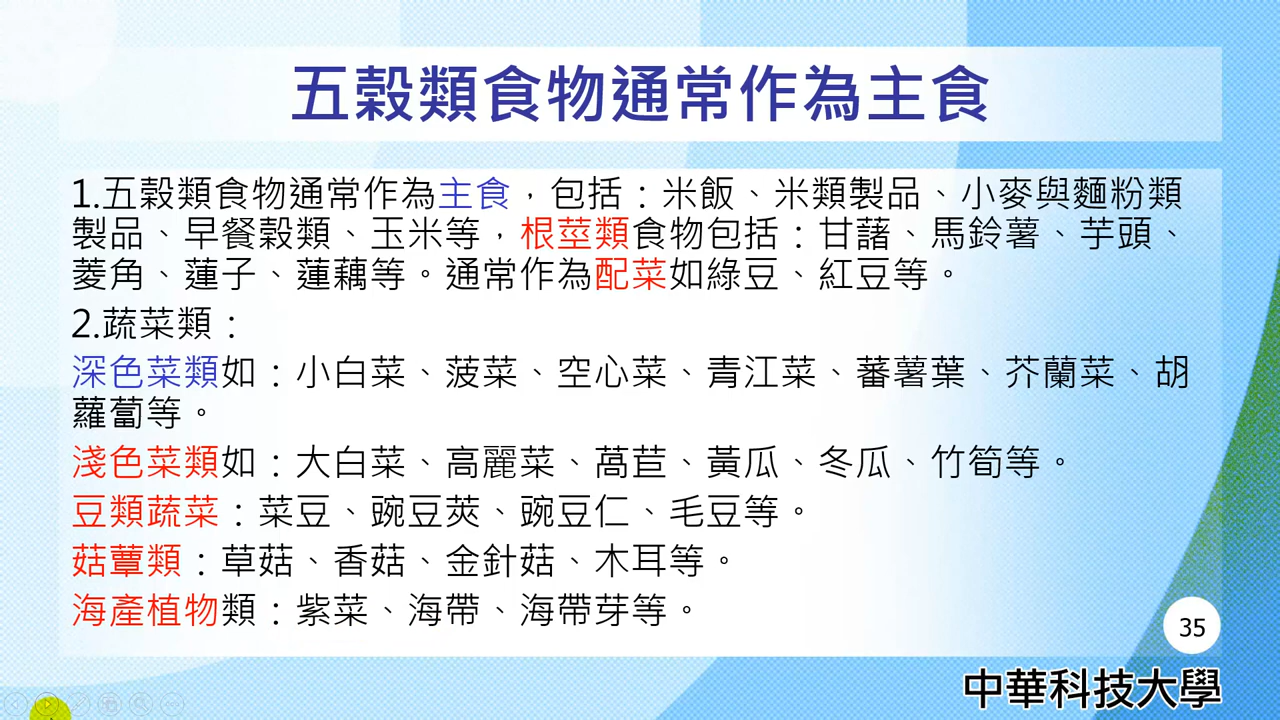 五穀類食物通常作為主食
1.五穀類食物通常作為主食，包括：米飯、米類製品、小麥與麵粉類
製品、早餐穀類、玉米等，根莖類食物包括：甘藷、馬鈴薯、芋頭、
菱角、蓮子、蓮藕等。通常作為配菜如綠豆、紅豆等。
2.蔬菜類：
深色菜類如：小白菜、菠菜、空心菜、青江菜、蕃薯葉、芥蘭菜、胡
蘿蔔等。
淺色菜類如：大白菜、高麗菜、萵苣、黃瓜、冬瓜、竹筍等。
豆類蔬菜：菜豆、豌豆莢、豌豆仁、毛豆等。
菇蕈類：草菇、香菇、金針菇、木耳等。
海產植物類：紫菜、海帶、海帶芽等。
35
中華科技大學